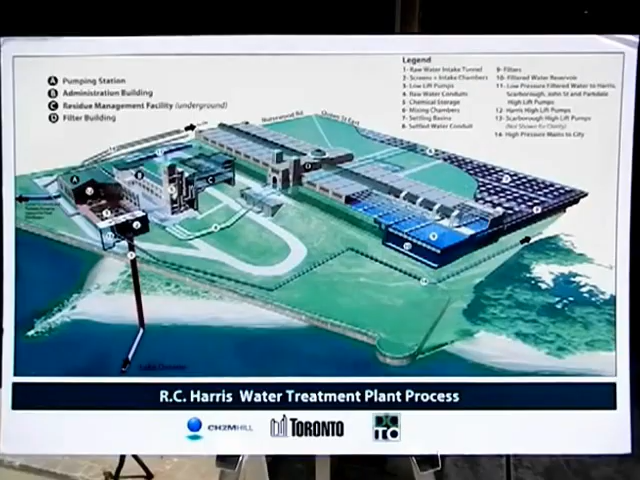 A Pumping Station
B Administration Building
C Residue Management Facility (underground)
D Filter Building
Legend
1- Raw Water Intake Tunnel
2- Screens + Intake Chambers
3- Low Lift Pumps
4- Raw Water Conduits
5- Chemical Storage
6- Mixing Chambers
7- Settling Basins
8- Settled Water Conduit
9- Filters
10- Filtered Water Reservoir
11- Low Pressure Filtered Water to Harris,
Scarborough, John St and Parkdale
High Lift Pumps
12- Harris High Lift Pumps
13- Scarborough High Lift Pumps
(Not Shown for Clarity)
14- High Pressure Mains to City
Queen St East
A
B
C
D
R.C. Harris Water Treatment Plant Process
CH2MHILL
TORONTO